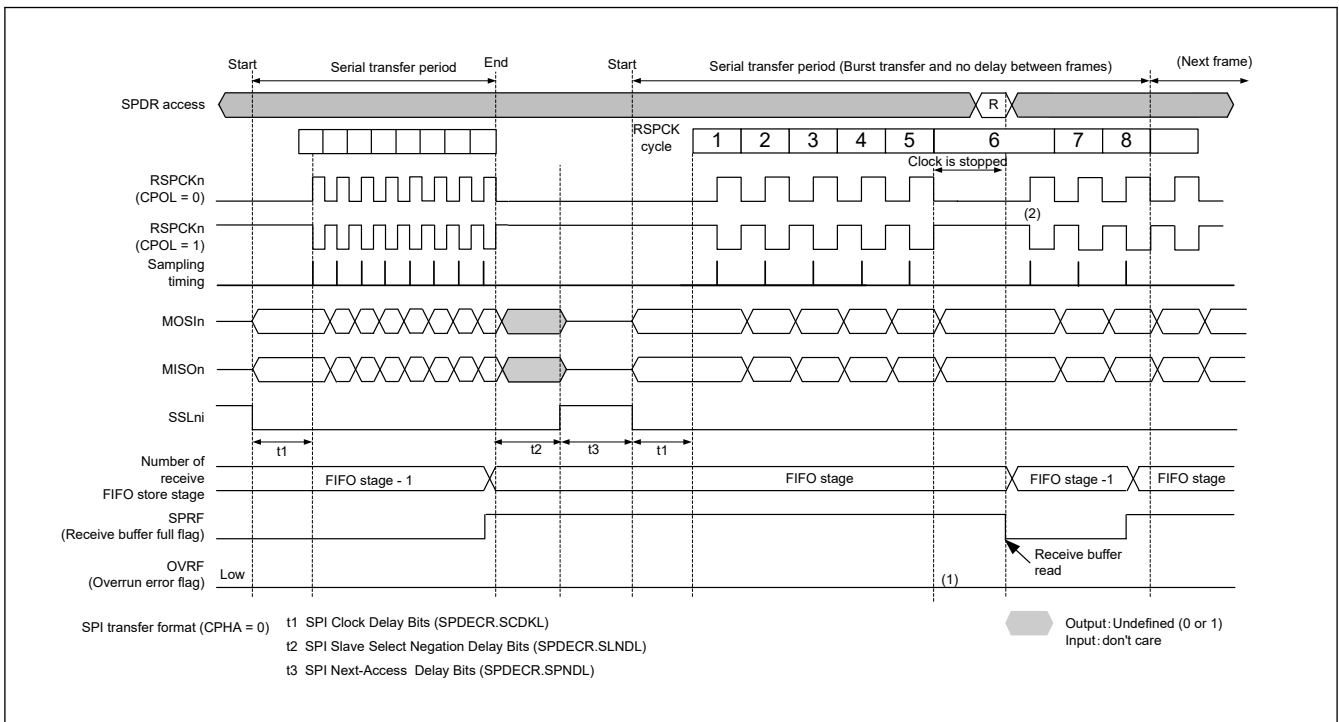 Start
Serial transfer period
End
Start
Serial transfer period (Burst transfer and no delay between frames)
(Next frame)
SPDR access
R
RSPCK
cycle
1 2 3 4 5 6 7 8
Clock is stopped
RSPCKn
(CPOL = 0)
(2)
RSPCKn
(CPOL = 1)
Sampling
timing
MOSIn
MISOn
SSLni
t1
t2
t3
t1
Number of
receive
FIFO store stage
FIFO stage - 1
FIFO stage
FIFO stage -1
FIFO stage
SPRF
(Receive buffer full flag)
Receive buffer
read
OVRF
(Overrun error flag)
Low
(1)
SPI transfer format (CPHA = 0)
t1 SPI Clock Delay Bits (SPDECR.SCDKL)
t2 SPI Slave Select Negation Delay Bits (SPDECR.SLNDL)
t3 SPI Next-Access Delay Bits (SPDECR.SPNDL)
Output : Undefined (0 or 1)
Input : don't care